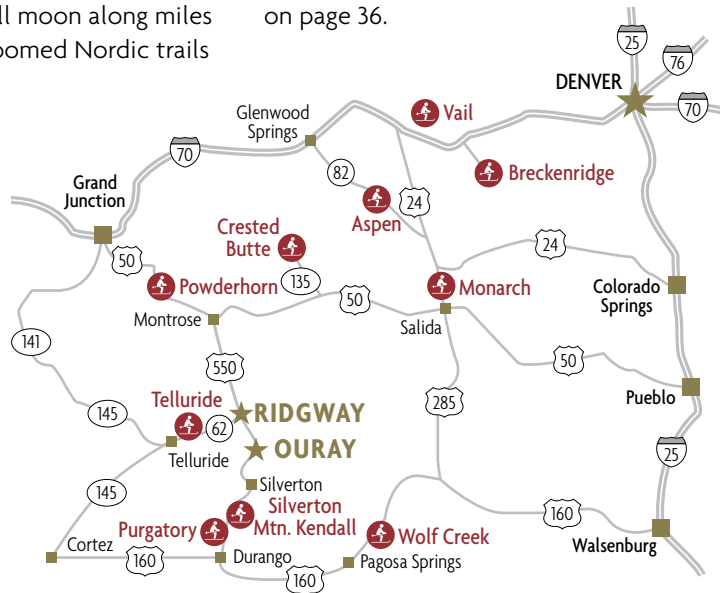 ll moon along miles
oomed Nordic trails
on page 36.
25
76
DENVER
70
Glenwood
Springs
Vail
70
82
Breckenridge
Grand
Junction
Aspen
24
Crested
Butte
24
50
Powderhorn
135
50
Monarch
Colorado
Springs
Montrose
Salida
141
550
50
285
Pueblo
Telluride
145
62
RIDGWAY
Telluride
OURAY
25
145
Silverton
Silverton
Mtn. Kendall
160
Purgatory
Wolf Creek
Walsenburg
Cortez
160
Durango
160
Pagosa Springs